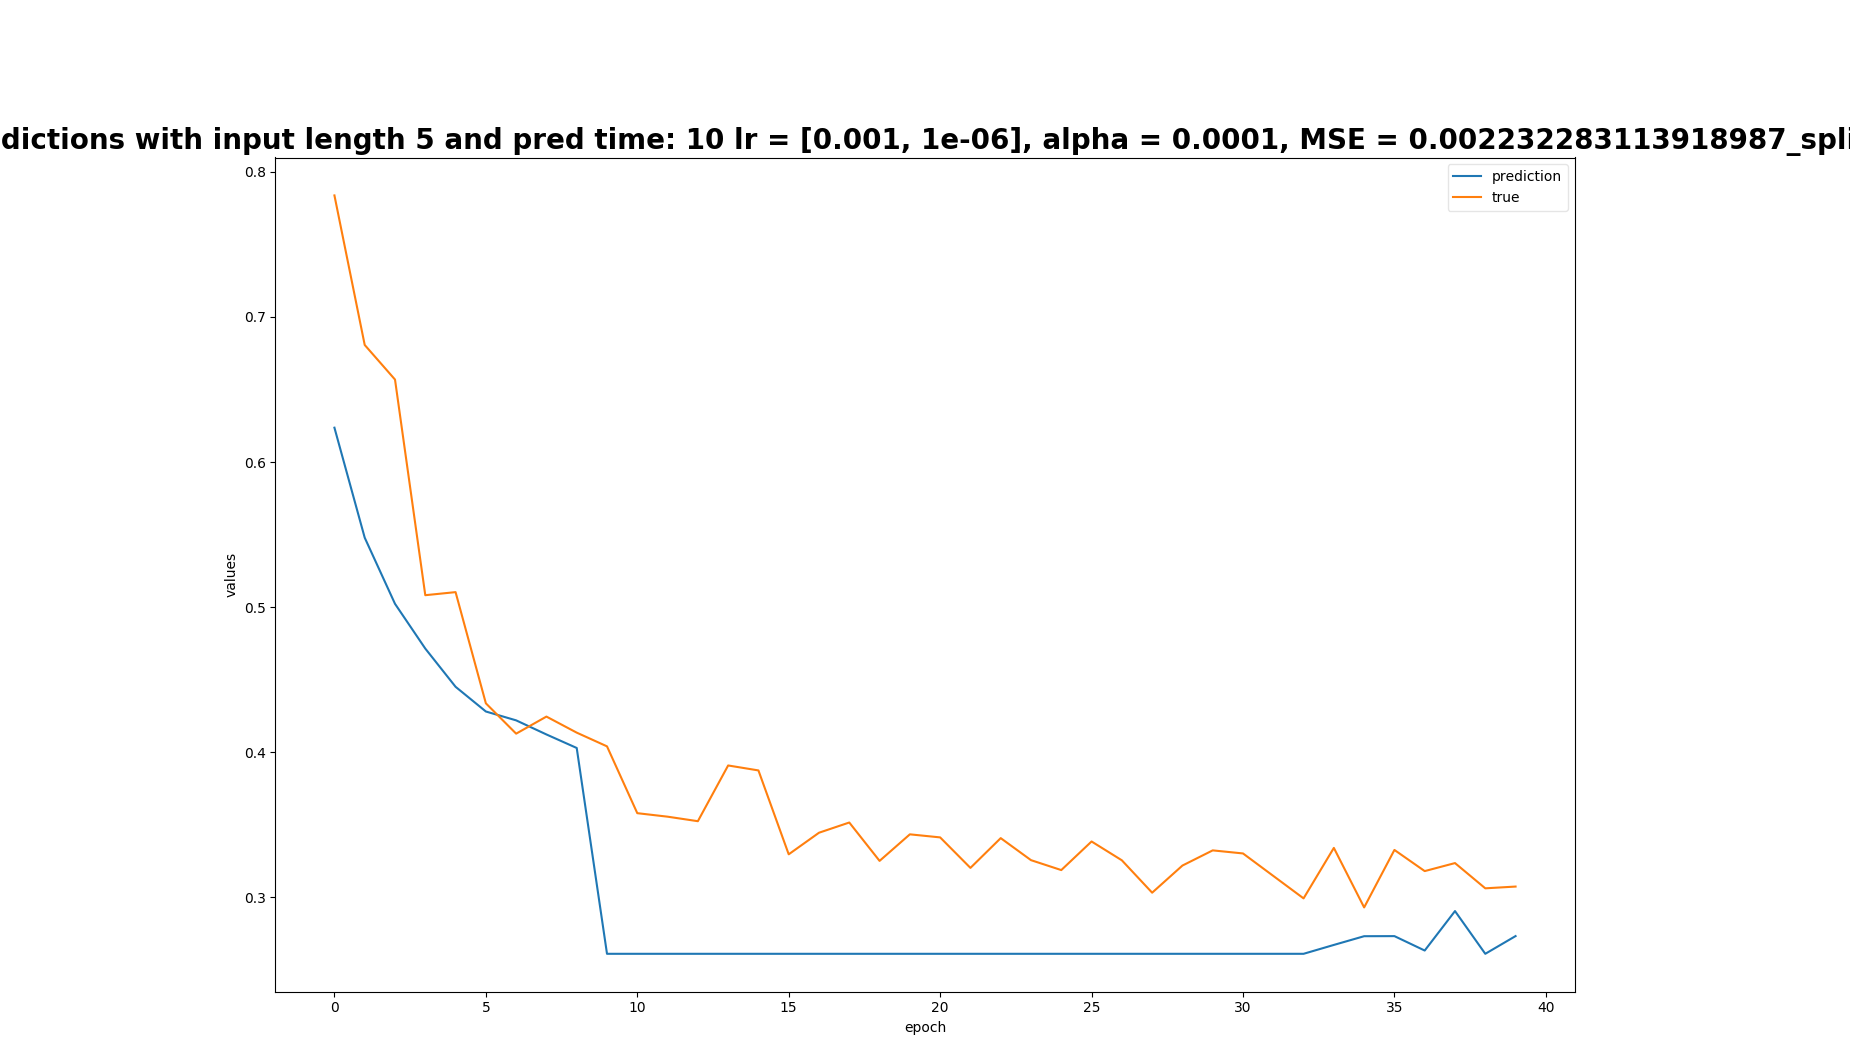 dictions with input length 5 and pred time: 10 lr = [0.001, 1e-06], alpha = 0.0001, MSE = 0.002232283113918987_spli
prediction
true
0.8
0.7
0.6
0.5
0.4
0.3
values
0 5 10 15 20 25 30 35 40
epoch